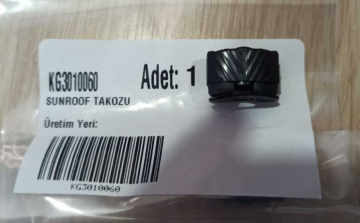 KG3010060 Adet: 1
SUNROOF TAKOZU
Üretim Yeri:
KG3010060